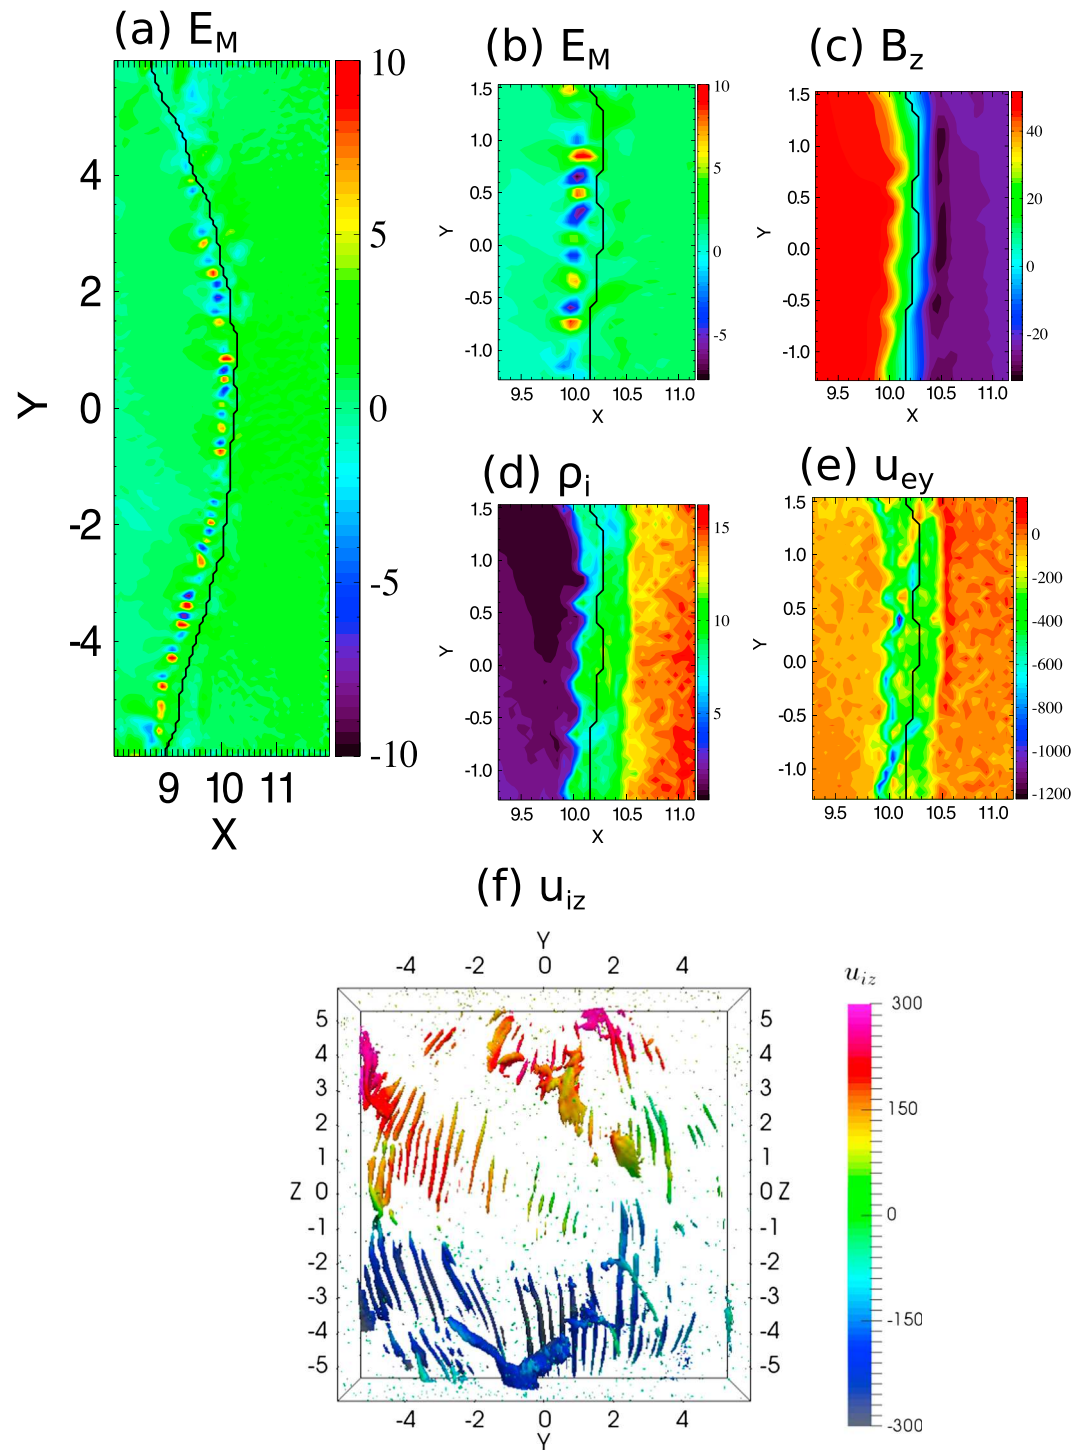 (a) E_M
10
5
0
-5
-10
4
2
0
-2
-4
Y
9 10 11
X
(b) E_M
1.5
1.0
0.5
0.0
-0.5
-1.0
Y
9.5 10.0 10.5 11.0
X
10
5
0
-5
(c) B_z
1.5
1.0
0.5
0.0
-0.5
-1.0
Y
9.5 10.0 10.5 11.0
X
40
20
0
-20
(d) ρ_i
1.5
1.0
0.5
0.0
-0.5
-1.0
Y
9.5 10.0 10.5 11.0
X
15
10
5
(e) u_ey
1.5
1.0
0.5
0.0
-0.5
-1.0
Y
9.5 10.0 10.5 11.0
X
0
-200
-400
-600
-800
-1000
-1200
(f) u_iz
Y
-4 -2 0 2 4
5 5
4 4
3 3
2 2
1 1
Z 0 0 Z
-1 -1
-2 -2
-3 -3
-4 -4
-5 -5
-4 -2 0 2 4
Y
u_iz
300
150
0
-150
-300